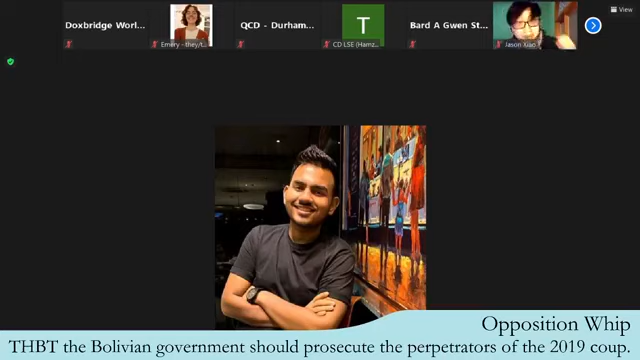 Doxbridge Worl...
QCD - Durham...
T
Bard A Gwen St...
View
Emery - they/t...
CD LSE (Hamz...
Jason Xiao
Opposition Whip
THBT the Bolivian government should prosecute the perpetrators of the 2019 coup.